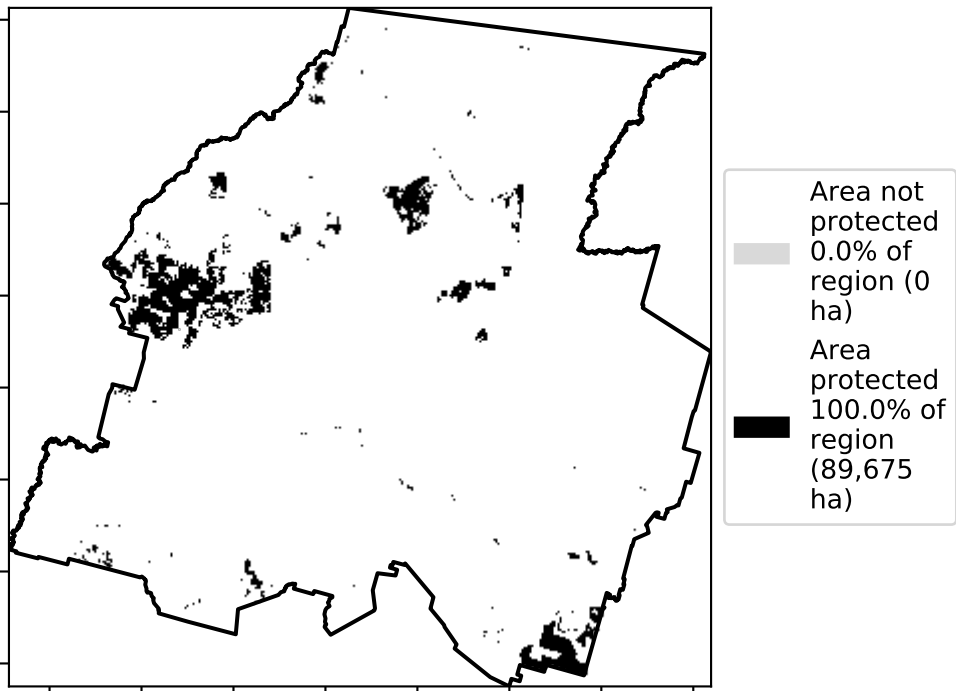 Area not
protected
0.0% of
region (0
ha)
Area
protected
100.0% of
region
(89,675
ha)